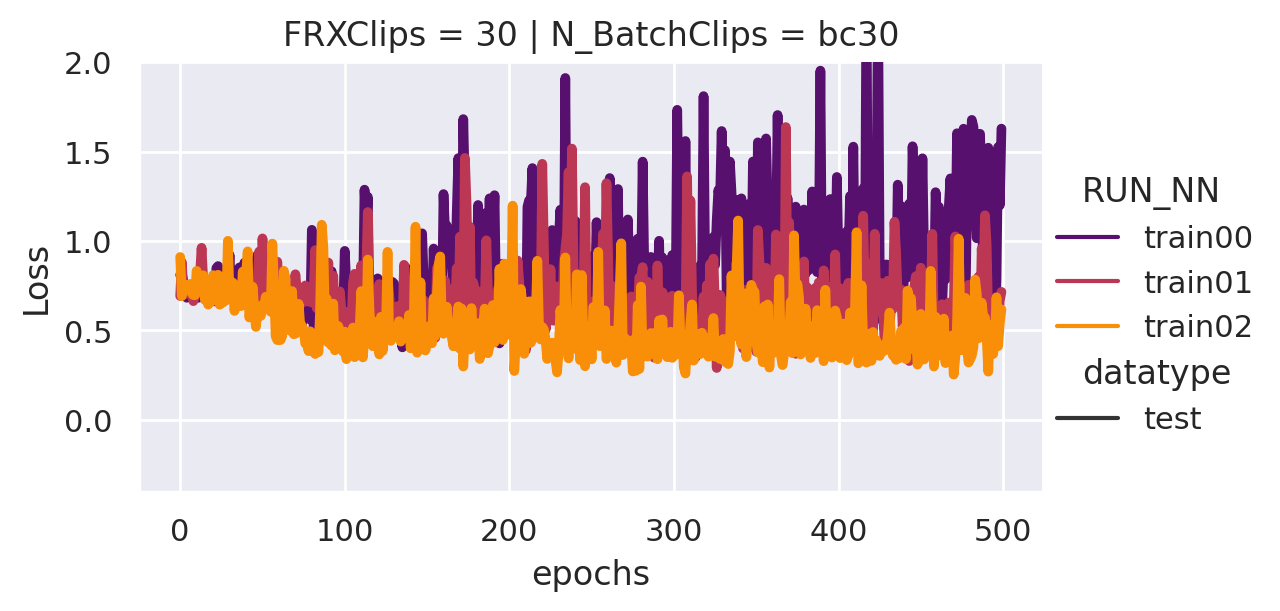 FRXClips = 30 | N_BatchClips = bc30
2.0
1.5
1.0
0.5
0.0
Loss
0 100 200 300 400 500
epochs
RUN_NN
train00
train01
train02
datatype
test